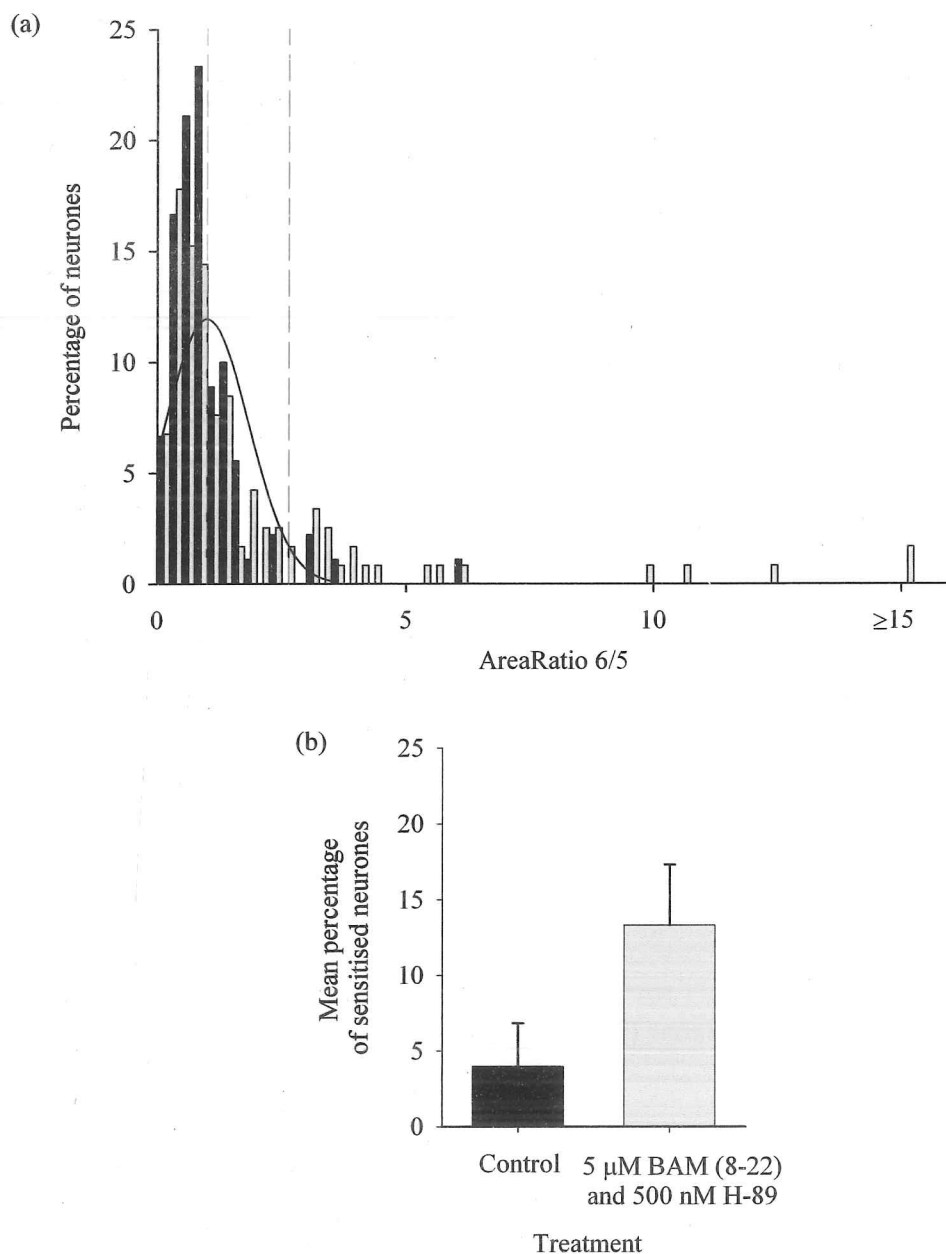 (a)
25
20
15
10
5
0
Percentage of neurones
0 5 10 ≥15
AreaRatio 6/5
(b)
25
20
15
10
5
0
Mean percentage
of sensitised neurones
Control
5 μM BAM (8-22)
and 500 nM H-89
Treatment